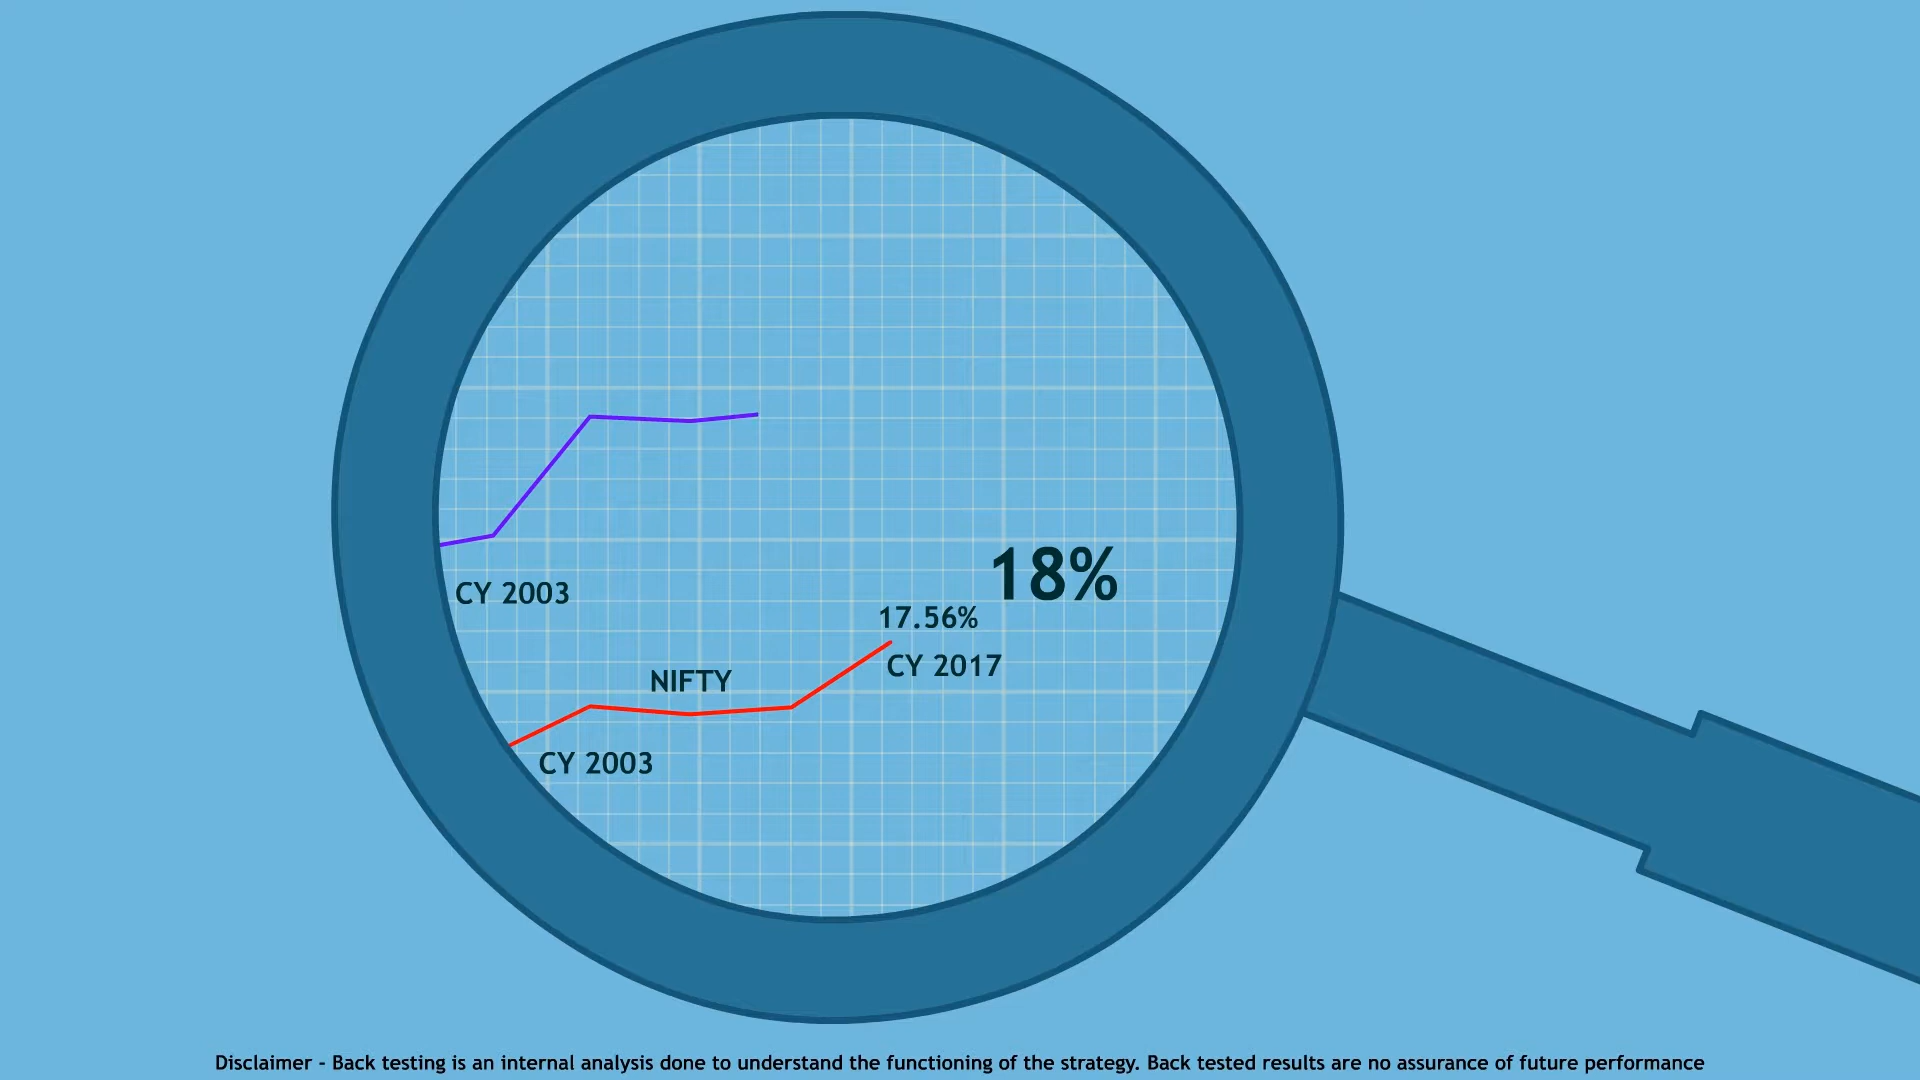 CY 2003
18%
17.56%
CY 2017
NIFTY
CY 2003
Disclaimer - Back testing is an internal analysis done to understand the functioning of the strategy. Back tested results are no assurance of future performance